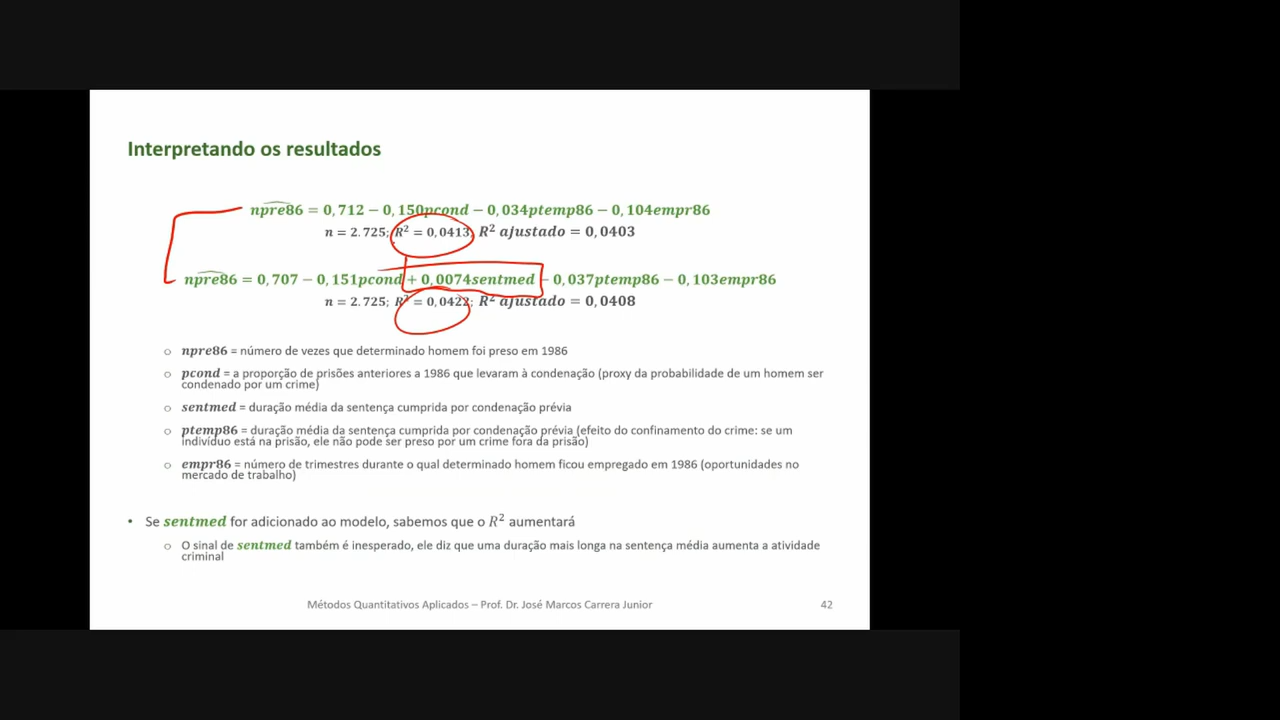 Interpretando os resultados
npre86 = 0,712 − 0,150pcond − 0,034ptemp86 − 0,104empr86
n = 2.725; R² = 0,0413; R² ajustado = 0,0403
npre86 = 0,707 − 0,151pcond + 0,0074sentmed − 0,037ptemp86 − 0,103empr86
n = 2.725; R² = 0,0422; R² ajustado = 0,0408
○ npre86 = número de vezes que determinado homem foi preso em 1986
○ pcond = a proporção de prisões anteriores a 1986 que levaram à condenação (proxy da probabilidade de um homem ser
condenado por um crime)
○ sentmed = duração média da sentença cumprida por condenação prévia
○ ptemp86 = duração média da sentença cumprida por condenação prévia (efeito do confinamento do crime: se um
indivíduo está na prisão, ele não pode ser preso por um crime fora da prisão)
○ empr86 = número de trimestres durante o qual determinado homem ficou empregado em 1986 (oportunidades no
mercado de trabalho)
• Se sentmed for adicionado ao modelo, sabemos que o R² aumentará
○ O sinal de sentmed também é inesperado, ele diz que uma duração mais longa na sentença média aumenta a atividade
criminal
Métodos Quantitativos Aplicados – Prof. Dr. José Marcos Carrera Junior
42